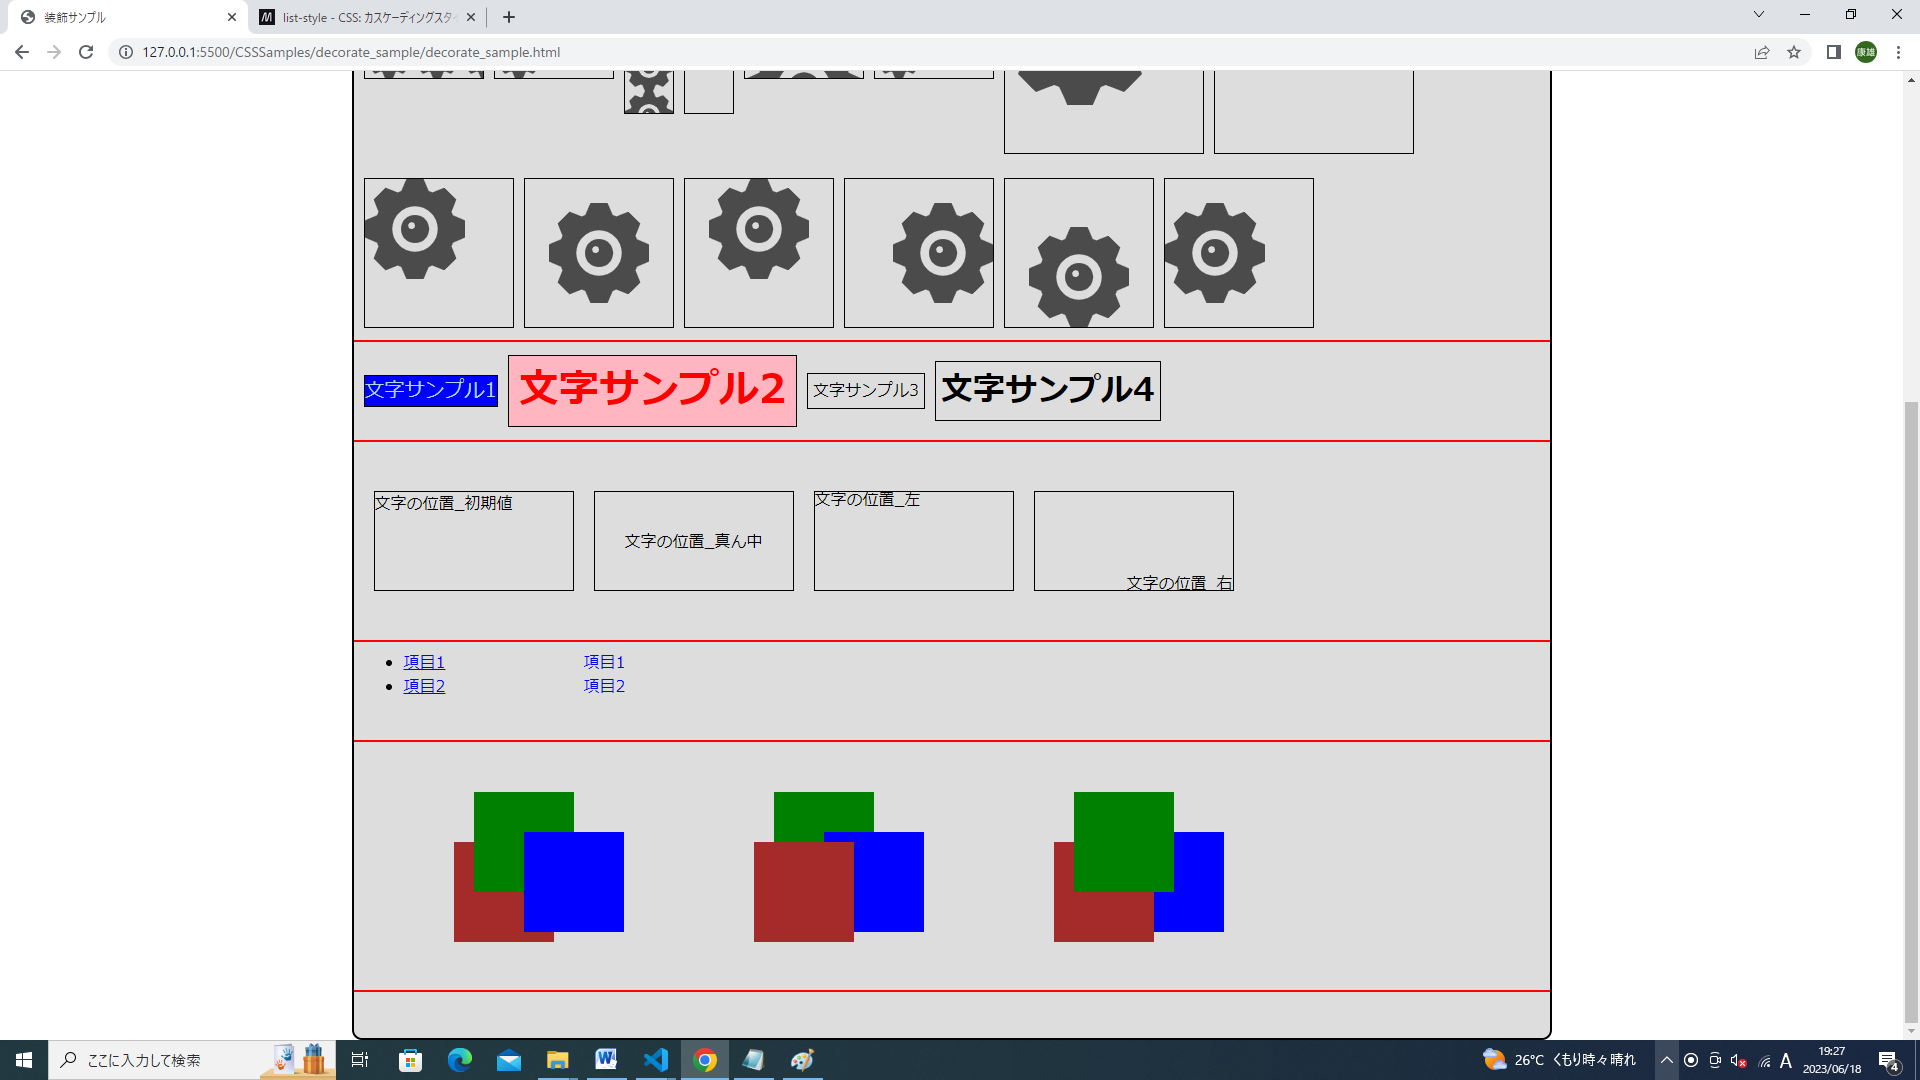 装飾サンプル
list-style - CSS: カスケーディングスタ
127.0.0.1:5500/CSSSamples/decorate_sample/decorate_sample.html
康雄
文字サンプル1 文字サンプル2 文字サンプル3 文字サンプル4
文字の位置_初期値 文字の位置_真ん中 文字の位置_左 文字の位置_右
項目1 項目1
項目2 項目2
ここに入力して検索
26°C くもり時々晴れ
A
19:27
2023/06/18
4